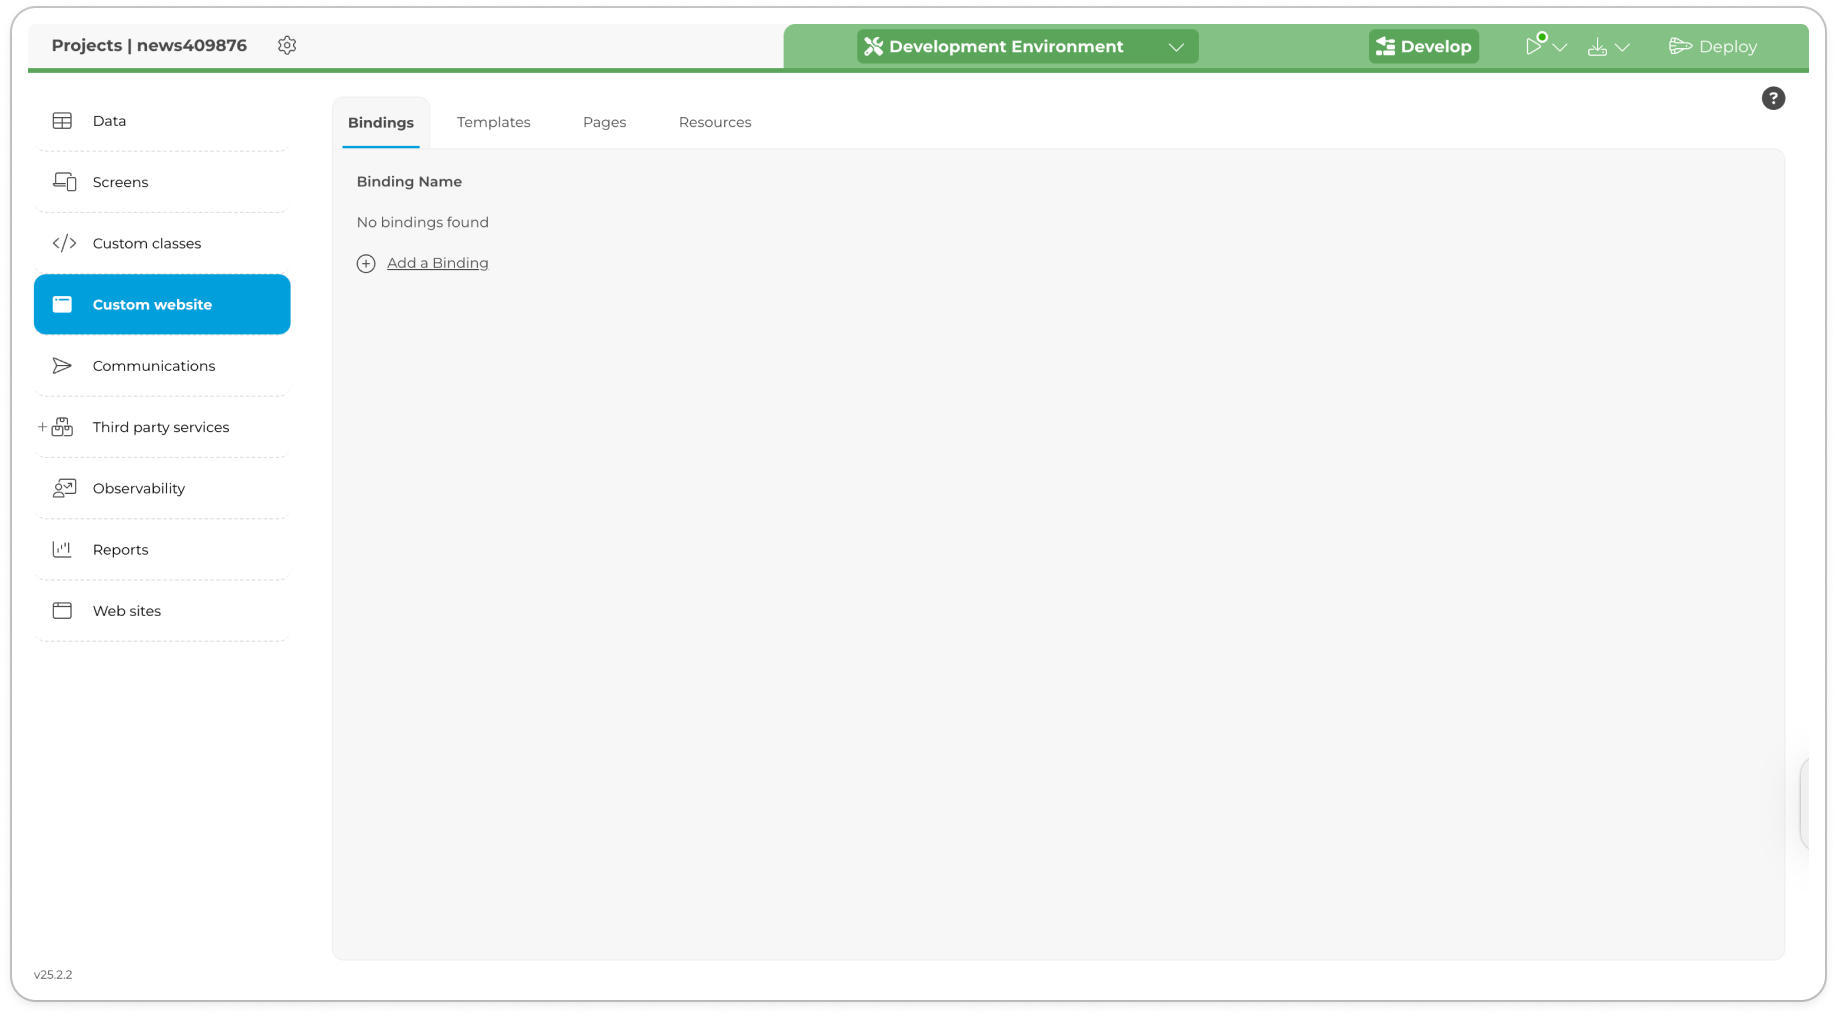 Projects | news409876
Development Environment
Develop
Deploy
?
Data
Screens
Custom classes
Custom website
Communications
Third party services
Observability
Reports
Web sites
Bindings
Templates
Pages
Resources
Binding Name
No bindings found
Add a Binding
v25.2.2